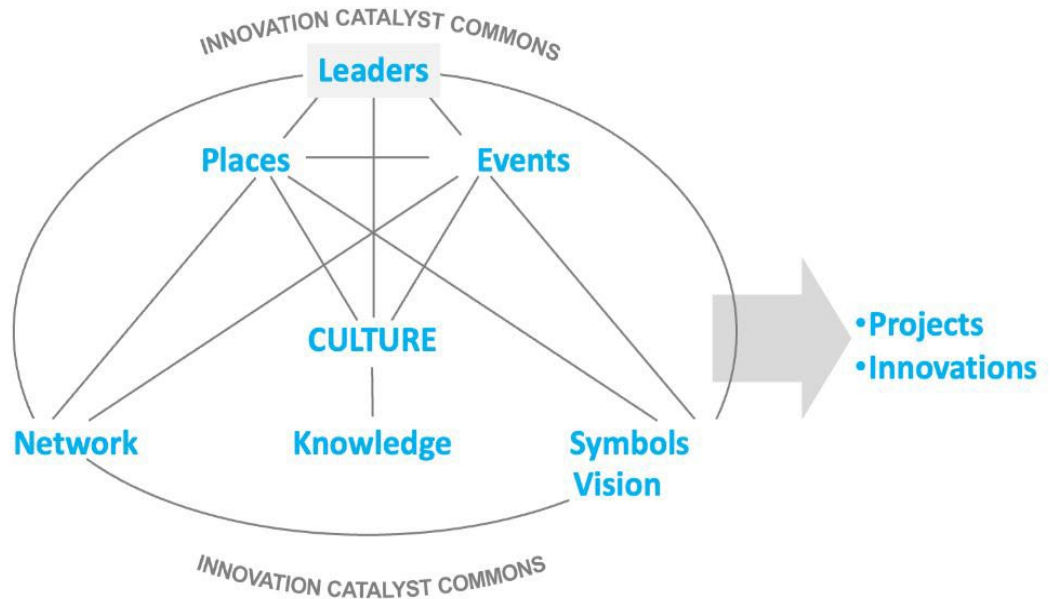 INNOVATION CATALYST COMMONS
Leaders
Places
Events
CULTURE
•Projects
•Innovations
Network
Knowledge
Symbols
Vision
INNOVATION CATALYST COMMONS